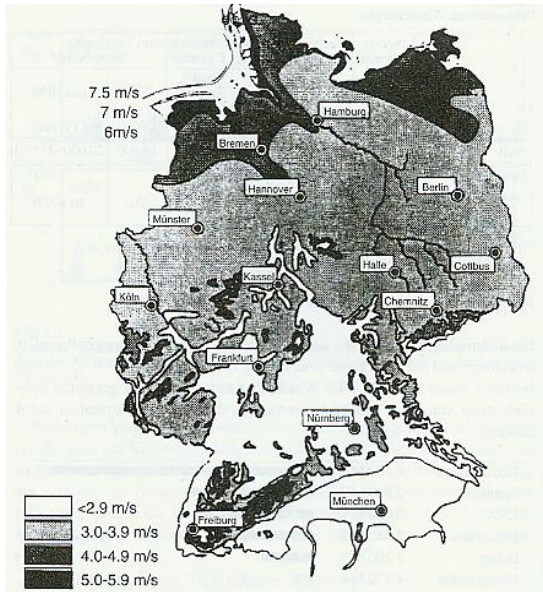 7.5 m/s
7 m/s
6m/s
Hamburg
Bremen
Hannover
Berlin
Münster
Kassel
Halle
Cottbus
Köln
Chemnitz
Frankfurt
Nürnberg
München
Freiburg
<2.9 m/s
3.0-3.9 m/s
4.0-4.9 m/s
5.0-5.9 m/s